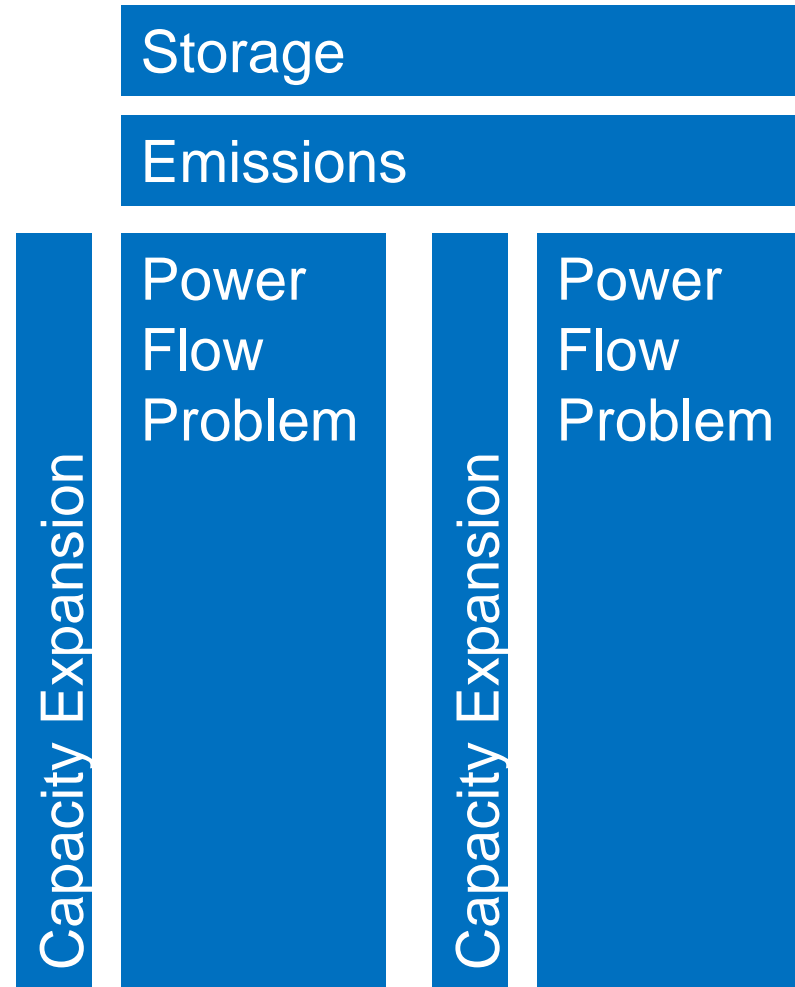 Storage
Emissions
Capacity Expansion
Power
Flow
Problem
Capacity Expansion
Power
Flow
Problem